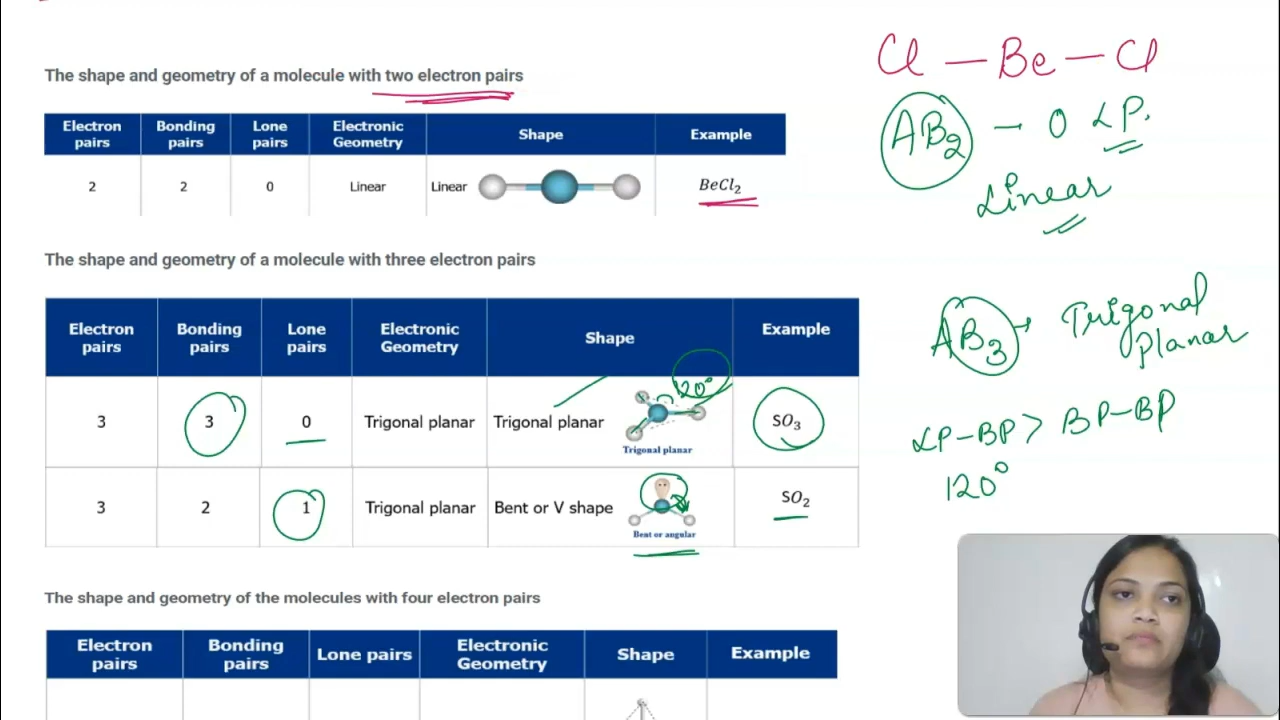 The shape and geometry of a molecule with two electron pairs
Electron pairs Bonding pairs Lone pairs Electronic Geometry Shape Example
2 2 0 Linear Linear BeCl₂
The shape and geometry of a molecule with three electron pairs
Electron pairs Bonding pairs Lone pairs Electronic Geometry Shape Example
120°
3 3 0 Trigonal planar Trigonal planar SO₃
Trigonal planar
3 2 1 Trigonal planar Bent or V shape SO₂
Bent or angular
The shape and geometry of the molecules with four electron pairs
Electron pairs Bonding pairs Lone pairs Electronic Geometry Shape Example
Cl — Be — Cl
AB₂ → 0 LP.
Linear
AB₃ → Trigonal
Planar
LP-BP > BP-BP
120°